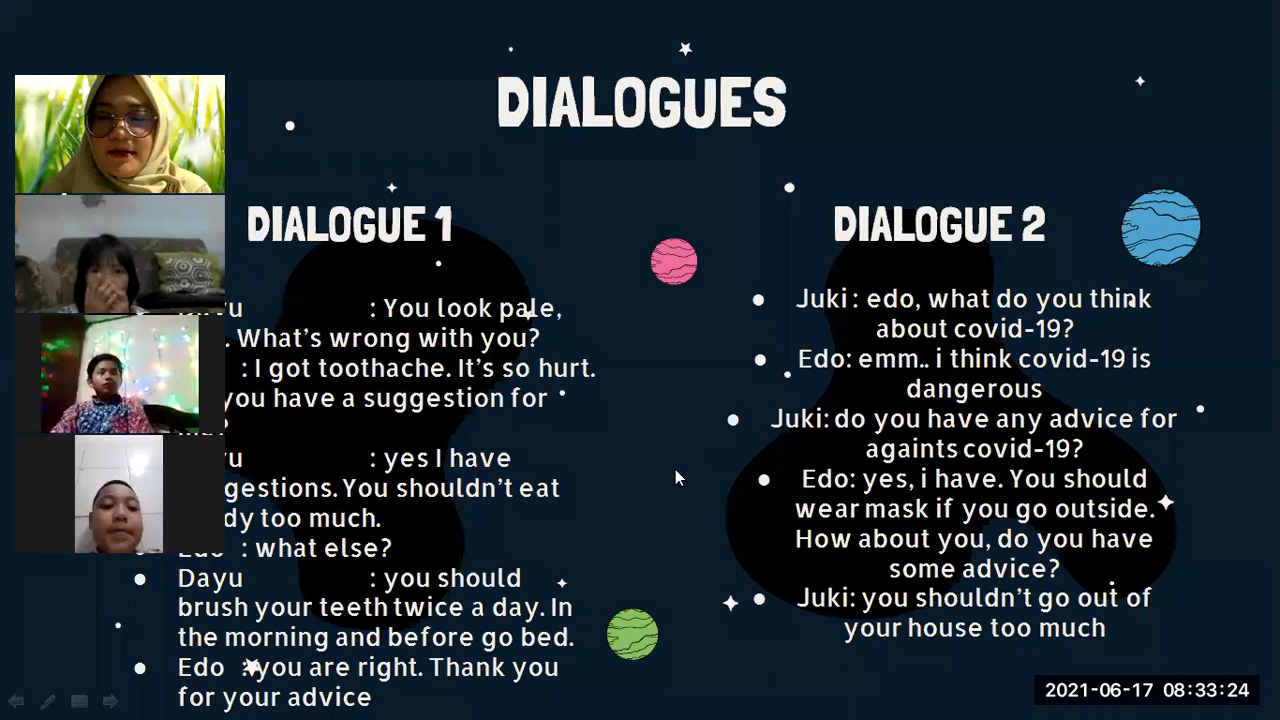 DIALOGUES
DIALOGUE 1
: You look pale,
. What's wrong with you?
: I got toothache. It's so hurt.
you have a suggestion for
: yes I have
You shouldn't eat
too much.
Edo : what else?
Dayu : you should
brush your teeth twice a day. In
the morning and before go bed.
Edo : you are right. Thank you
for your advice
DIALOGUE 2
Juki : edo, what do you think
about covid-19?
Edo: emm.. i think covid-19 is
dangerous
Juki: do you have any advice for
againts covid-19?
Edo: yes, i have. You should
wear mask if you go outside.
How about you, do you have
some advice?
Juki: you shouldn't go out of
your house too much
2021-06-17 08:33:24